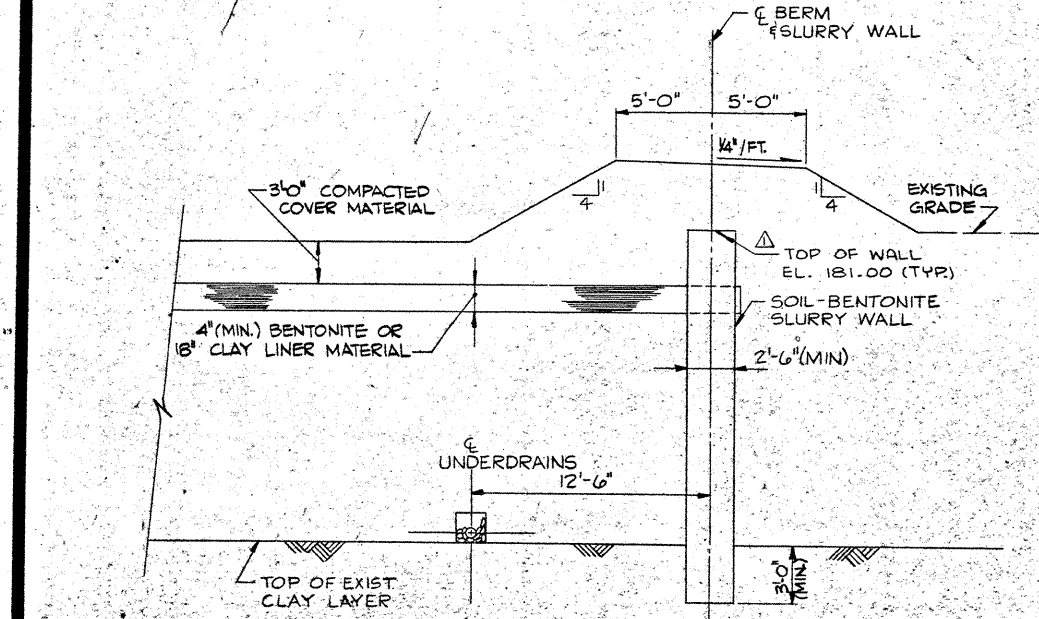 ℄ BERM
& SLURRY WALL
5'-0" 5'-0"
1/4"/FT.
3'-0" COMPACTED
COVER MATERIAL
1
4
1
4
EXISTING
GRADE
1
TOP OF WALL
EL. 181.00 (TYP.)
SOIL-BENTONITE
SLURRY WALL
4"(MIN.) BENTONITE OR
18" CLAY LINER MATERIAL
2'-6"(MIN)
℄
UNDERDRAINS
12'-6"
3'-0"
(MIN.)
TOP OF EXIST
CLAY LAYER